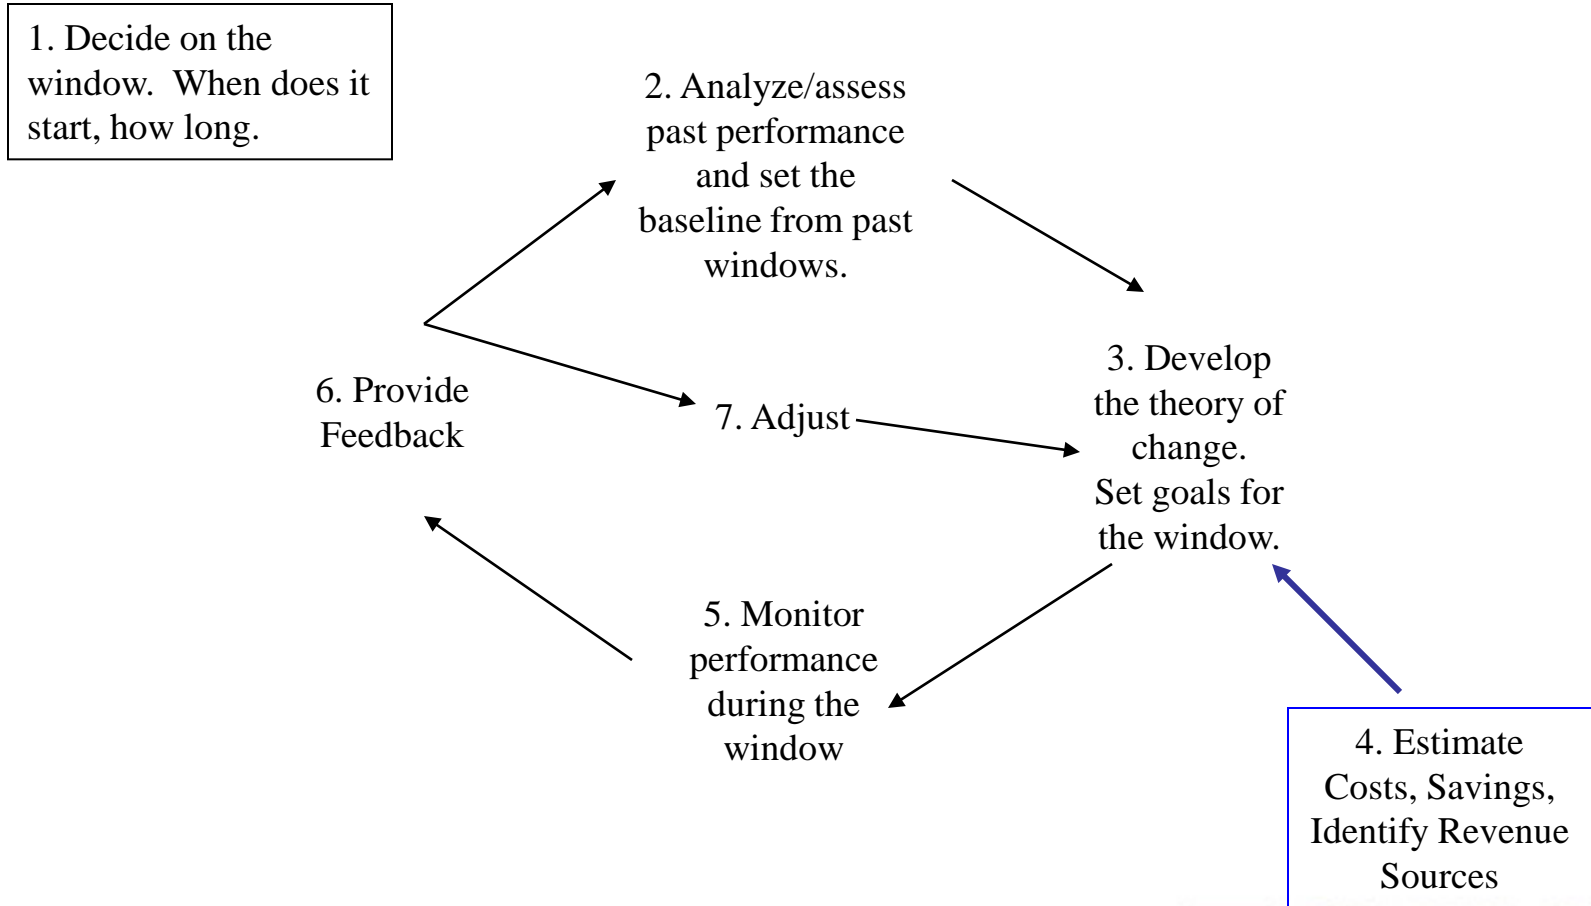 1. Decide on the
window.  When does it
start, how long.
2. Analyze/assess
past performance
and set the
baseline from past
windows.
3. Develop
the theory of
change.
Set goals for
the window.
6. Provide
Feedback
7. Adjust
5. Monitor
performance
during the
window
4. Estimate
Costs, Savings,
Identify Revenue
Sources